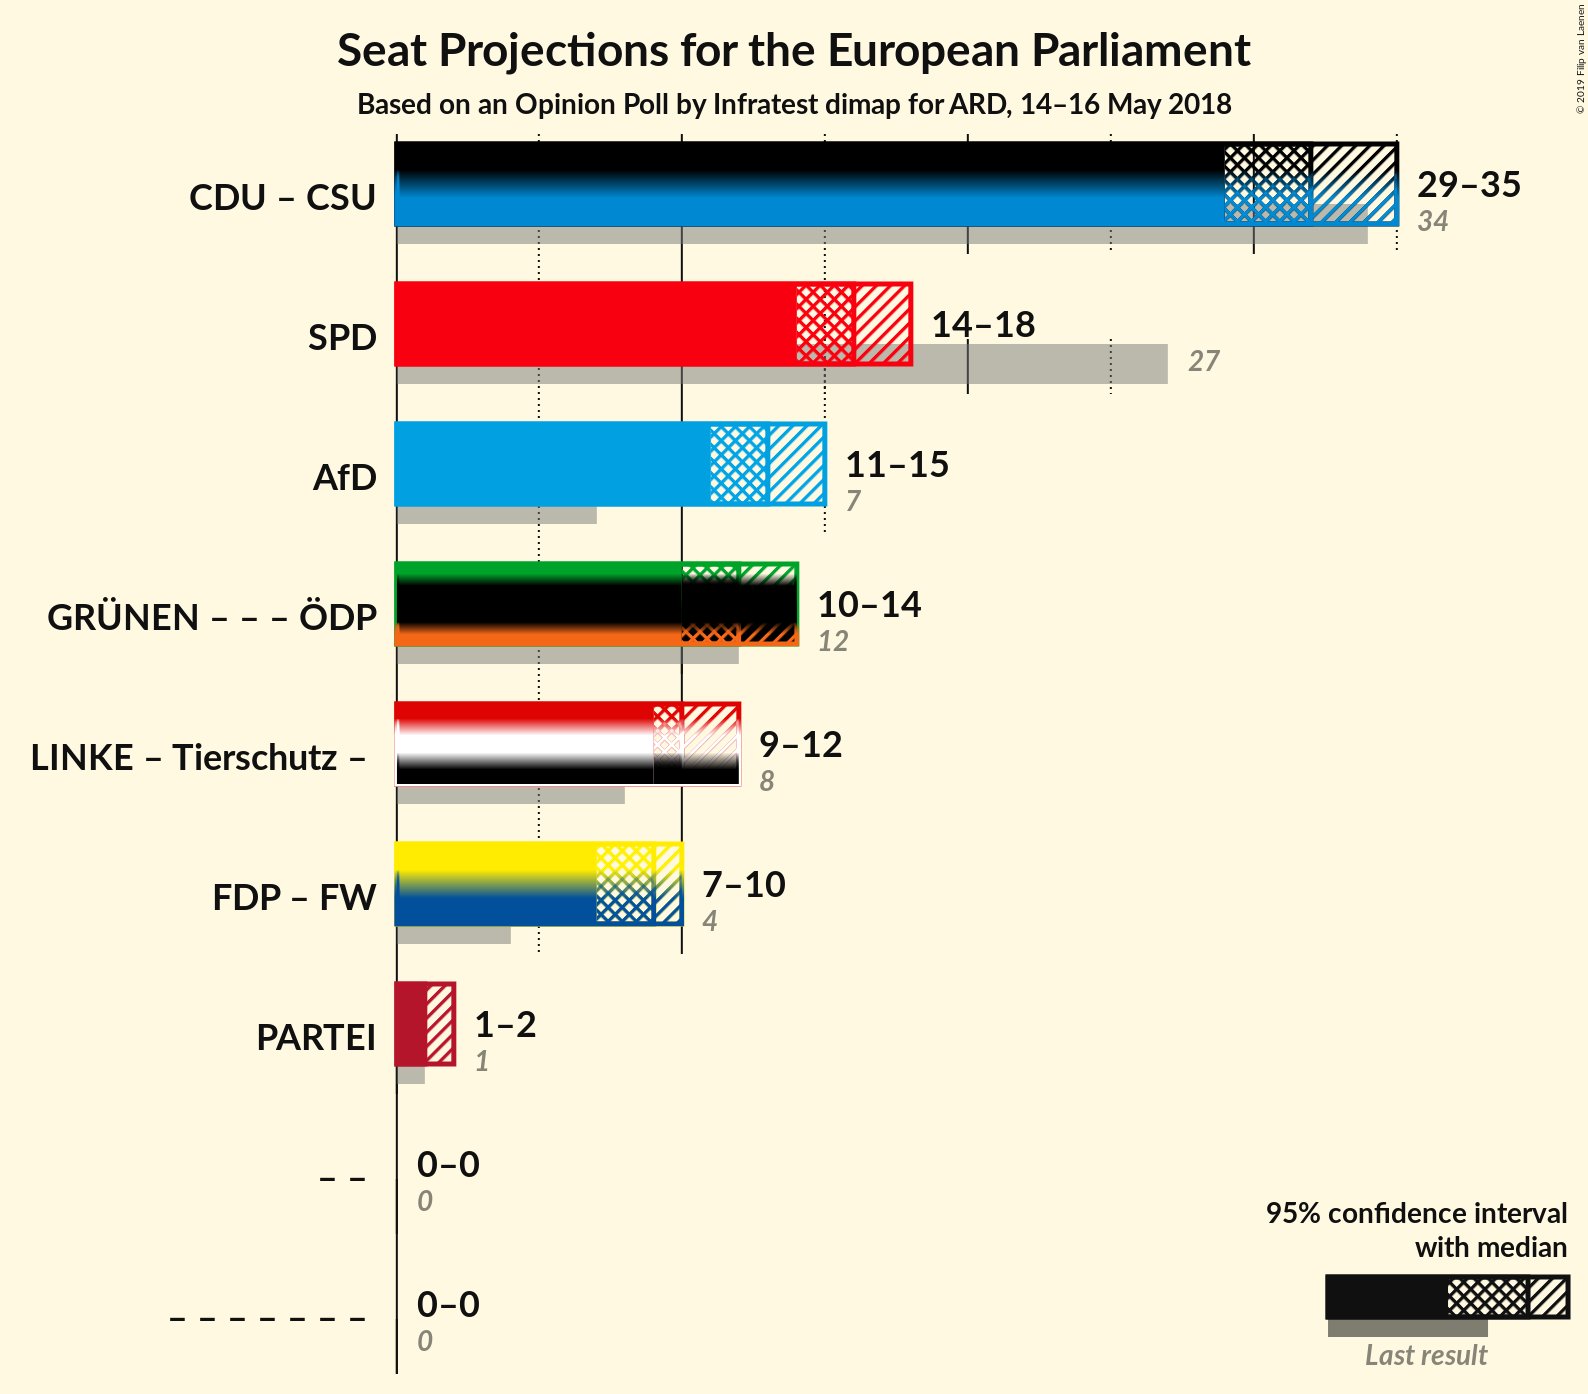 Seat Projections for the European Parliament
Based on an Opinion Poll by Infratest dimap for ARD, 14–16 May 2018
© 2019 Filip van Laenen
CDU – CSU
29–35
34
SPD
14–18
27
AfD
11–15
7
GRÜNEN – – – ÖDP
10–14
12
LINKE – Tierschutz –
9–12
8
FDP – FW
7–10
4
PARTEI
1–2
1
– –
0–0
0
– – – – – – –
0–0
0
95% confidence interval
with median
Last result